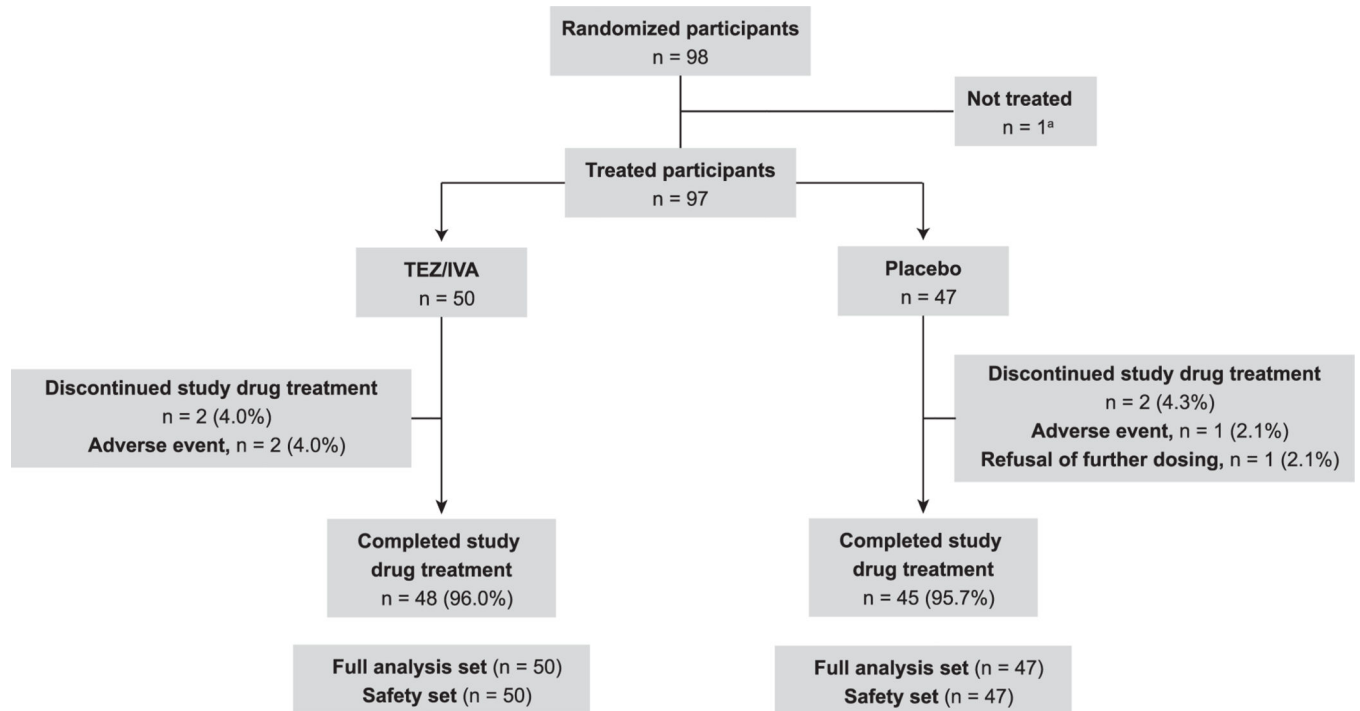 Randomized participants
n = 98
Not treated
n = 1ª
Treated participants
n = 97
TEZ/IVA
n = 50
Placebo
n = 47
Discontinued study drug treatment
n = 2 (4.0%)
Adverse event, n = 2 (4.0%)
Discontinued study drug treatment
n = 2 (4.3%)
Adverse event, n = 1 (2.1%)
Refusal of further dosing, n = 1 (2.1%)
Completed study
drug treatment
n = 48 (96.0%)
Completed study
drug treatment
n = 45 (95.7%)
Full analysis set (n = 50)
Safety set (n = 50)
Full analysis set (n = 47)
Safety set (n = 47)